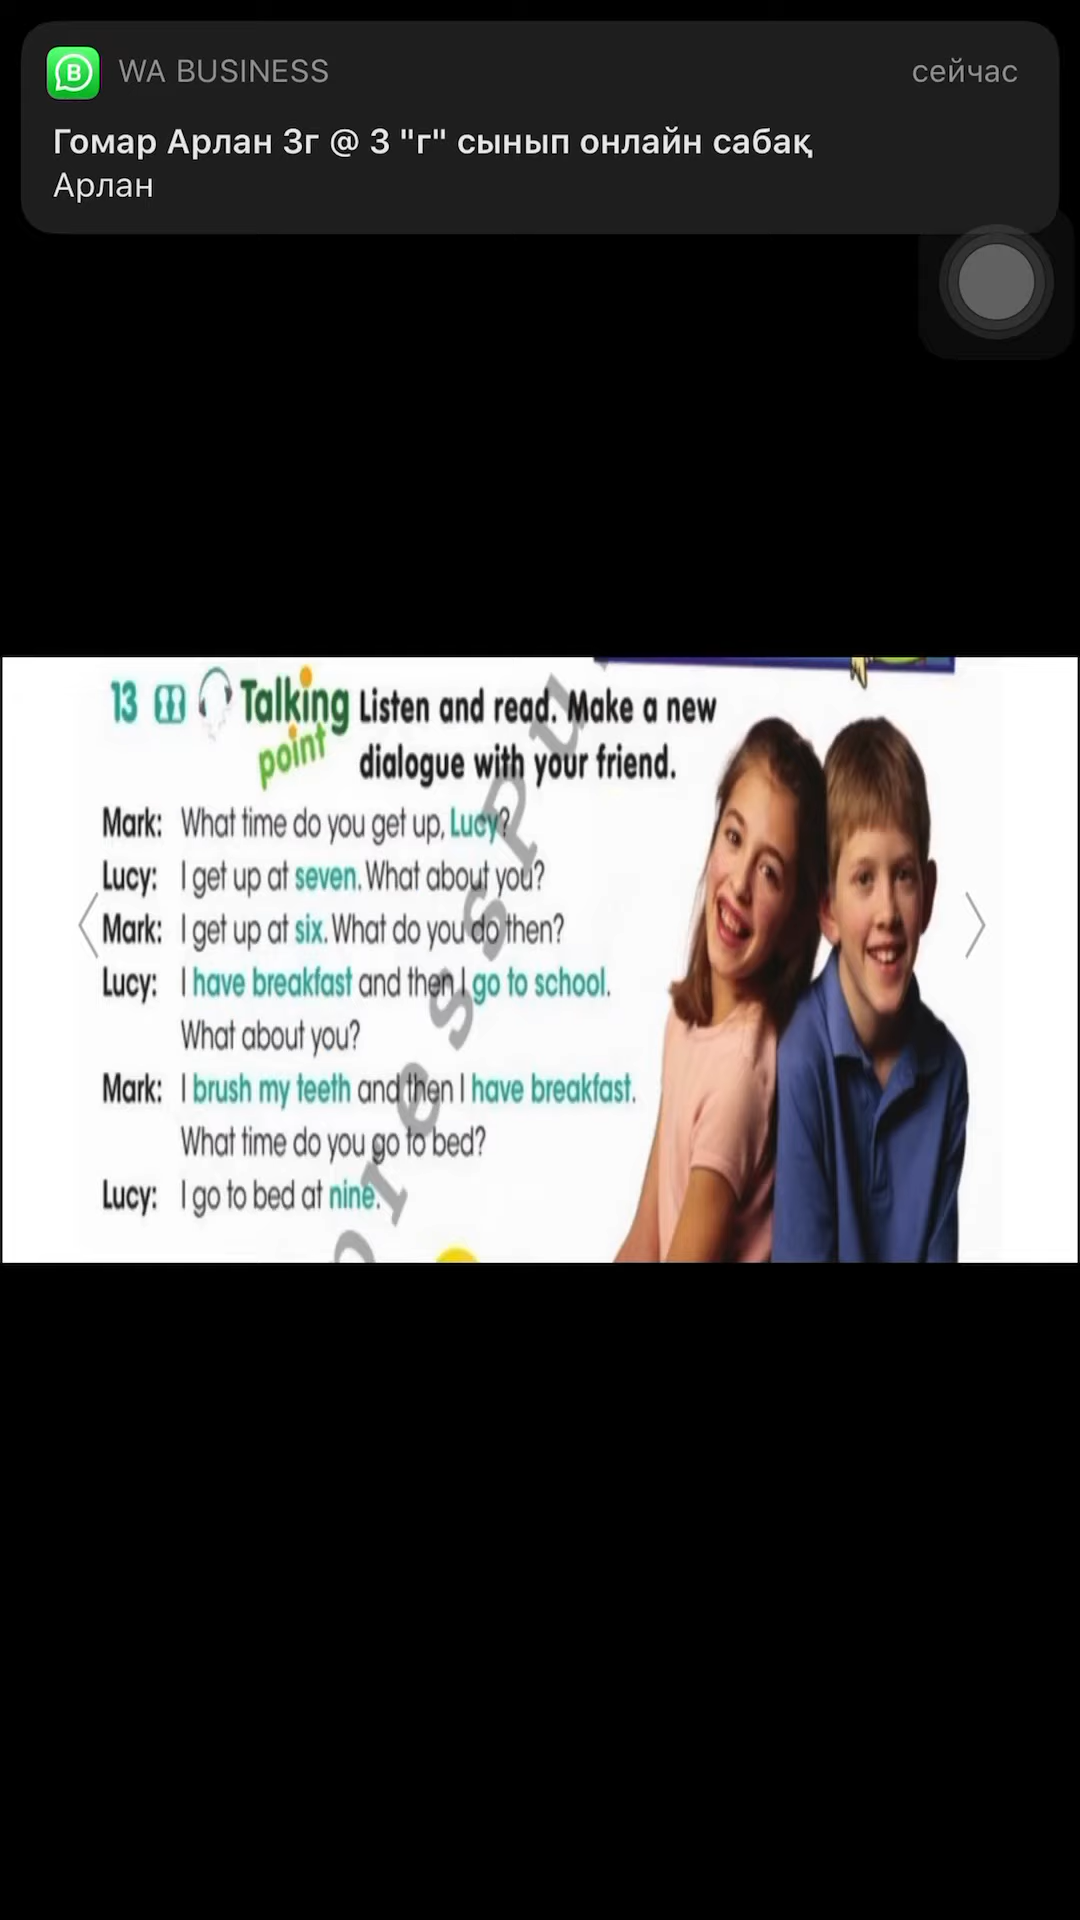 WA BUSINESS
сейчас
Гомар Арлан 3г @ 3 "г" сынып онлайн сабақ
Арлан
13 Talking point Listen and read. Make a new
dialogue with your friend.
Mark: What time do you get up, Lucy?
Lucy: I get up at seven. What about you?
Mark: I get up at six. What do you do then?
Lucy: I have breakfast and then I go to school.
What about you?
Mark: I brush my teeth and then I have breakfast.
What time do you go to bed?
Lucy: I go to bed at nine.